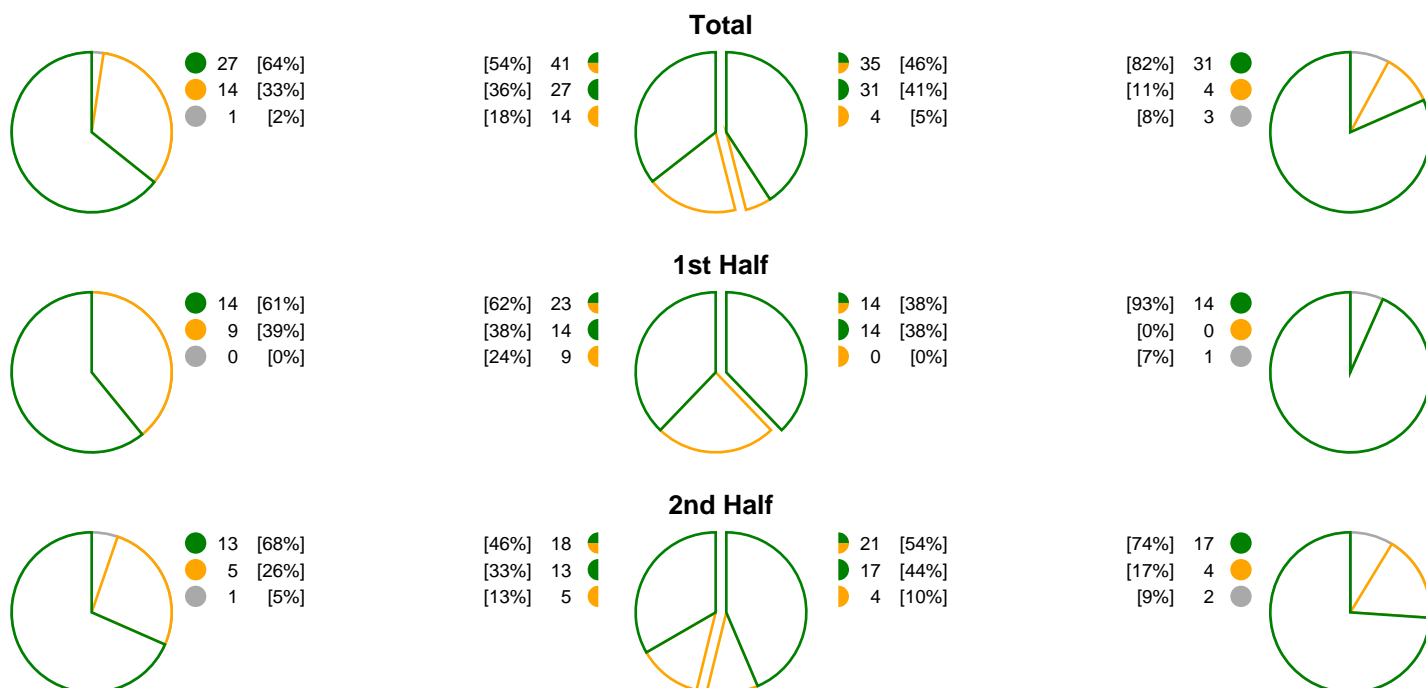 Total
27 [64%] [54%] 41 35 [46%] [82%] 31
14 [33%] [36%] 27 31 [41%] [11%] 4
1 [2%] [18%] 14 4 [5%] [8%] 3
1st Half
14 [61%] [62%] 23 14 [38%] [93%] 14
9 [39%] [38%] 14 14 [38%] [0%] 0
0 [0%] [24%] 9 0 [0%] [7%] 1
2nd Half
13 [68%] [46%] 18 21 [54%] [74%] 17
5 [26%] [33%] 13 17 [44%] [17%] 4
1 [5%] [13%] 5 4 [10%] [9%] 2